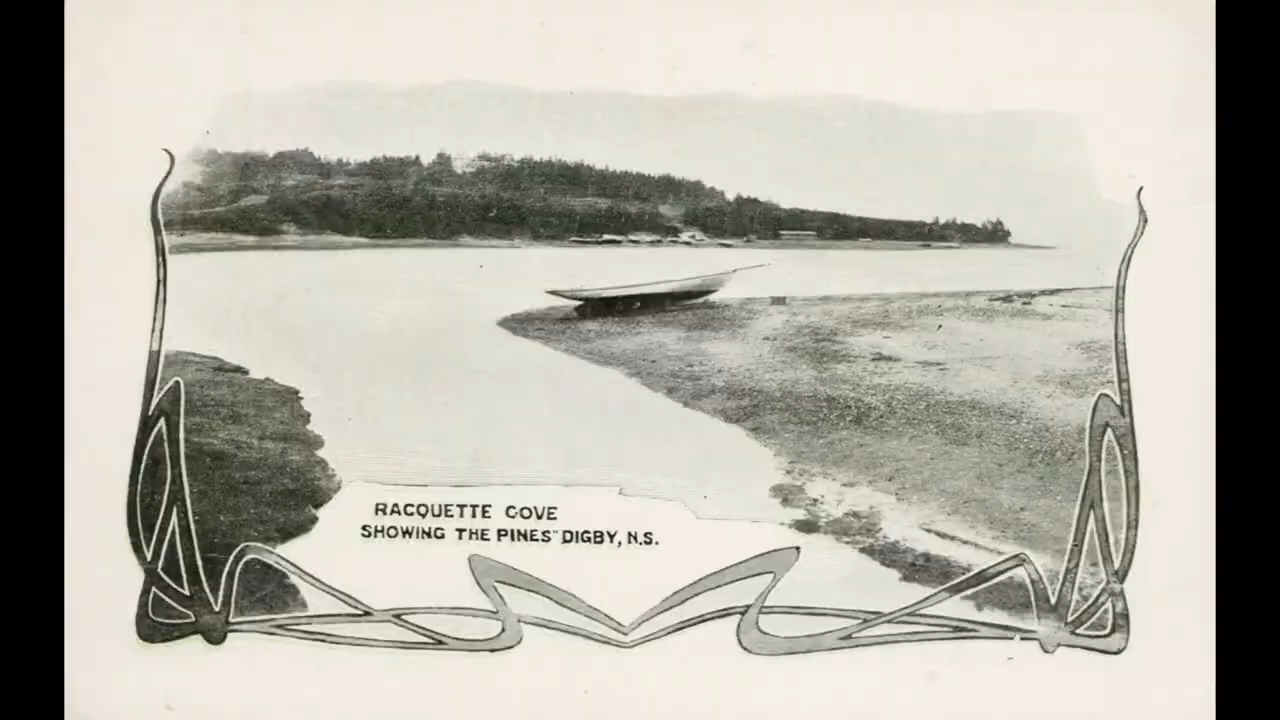 RACQUETTE COVE
SHOWING THE PINES" DIGBY, N.S.